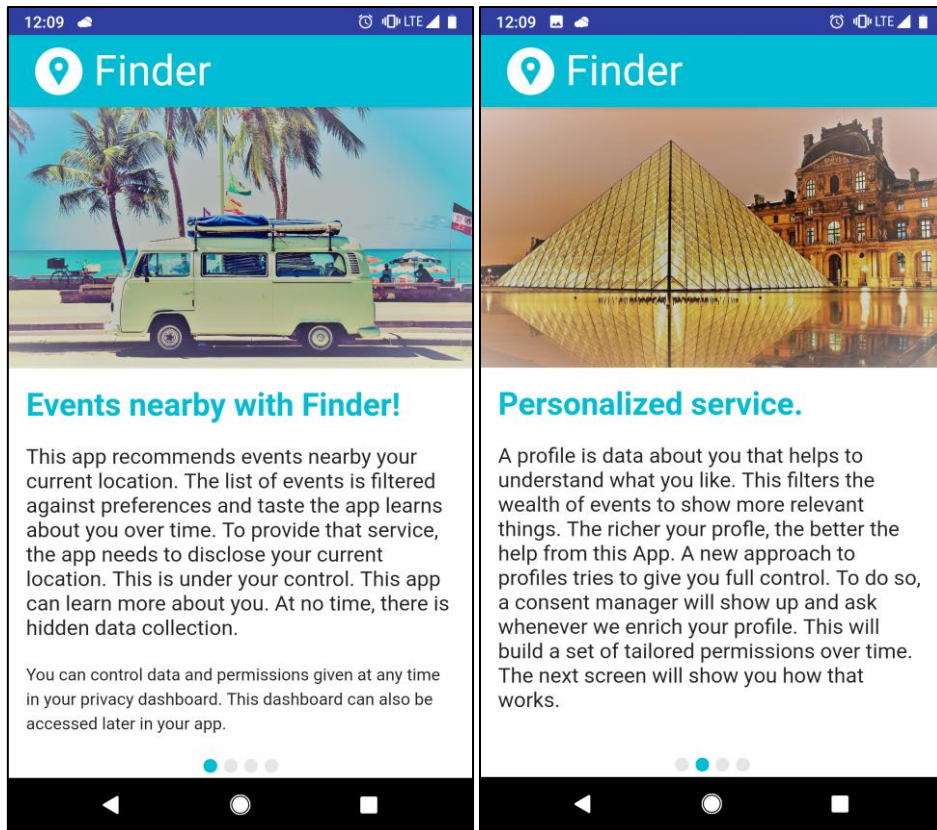 12:09
LTE
Finder
Events nearby with Finder!
This app recommends events nearby your
current location. The list of events is filtered
against preferences and taste the app learns
about you over time. To provide that service,
the app needs to disclose your current
location. This is under your control. This app
can learn more about you. At no time, there is
hidden data collection.
You can control data and permissions given at any time
in your privacy dashboard. This dashboard can also be
accessed later in your app.
12:09
LTE
Finder
Personalized service.
A profile is data about you that helps to
understand what you like. This filters the
wealth of events to show more relevant
things. The richer your profle, the better the
help from this App. A new approach to
profiles tries to give you full control. To do so,
a consent manager will show up and ask
whenever we enrich your profile. This will
build a set of tailored permissions over time.
The next screen will show you how that
works.